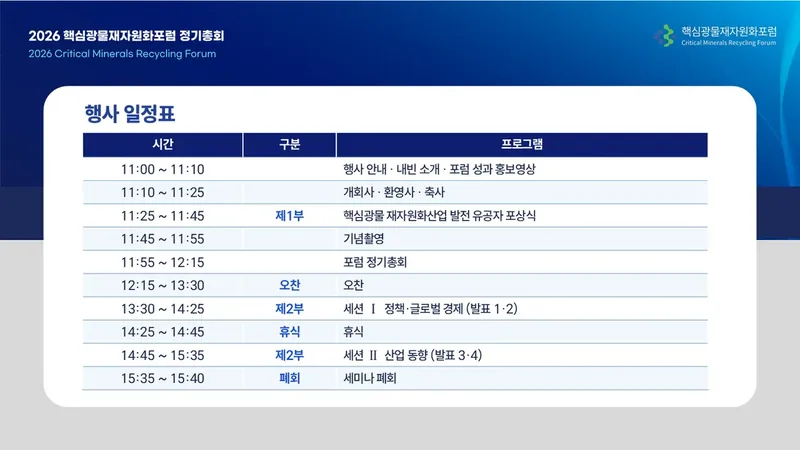 2026 핵심광물재자원화포럼 정기총회
2026 Critical Minerals Recycling Forum
핵심광물재자원화포럼
Critical Minerals Recycling Forum
행사 일정표
시간 구분 프로그램
11:00 ~ 11:10 행사 안내 · 내빈 소개 · 포럼 성과 홍보영상
11:10 ~ 11:25 개회사 · 환영사 · 축사
11:25 ~ 11:45 제1부 핵심광물 재자원화산업 발전 유공자 포상식
11:45 ~ 11:55 기념촬영
11:55 ~ 12:15 포럼 정기총회
12:15 ~ 13:30 오찬 오찬
13:30 ~ 14:25 제2부 세션 Ⅰ 정책·글로벌 경제 (발표 1·2)
14:25 ~ 14:45 휴식 휴식
14:45 ~ 15:35 제2부 세션 Ⅱ 산업 동향 (발표 3·4)
15:35 ~ 15:40 폐회 세미나 폐회